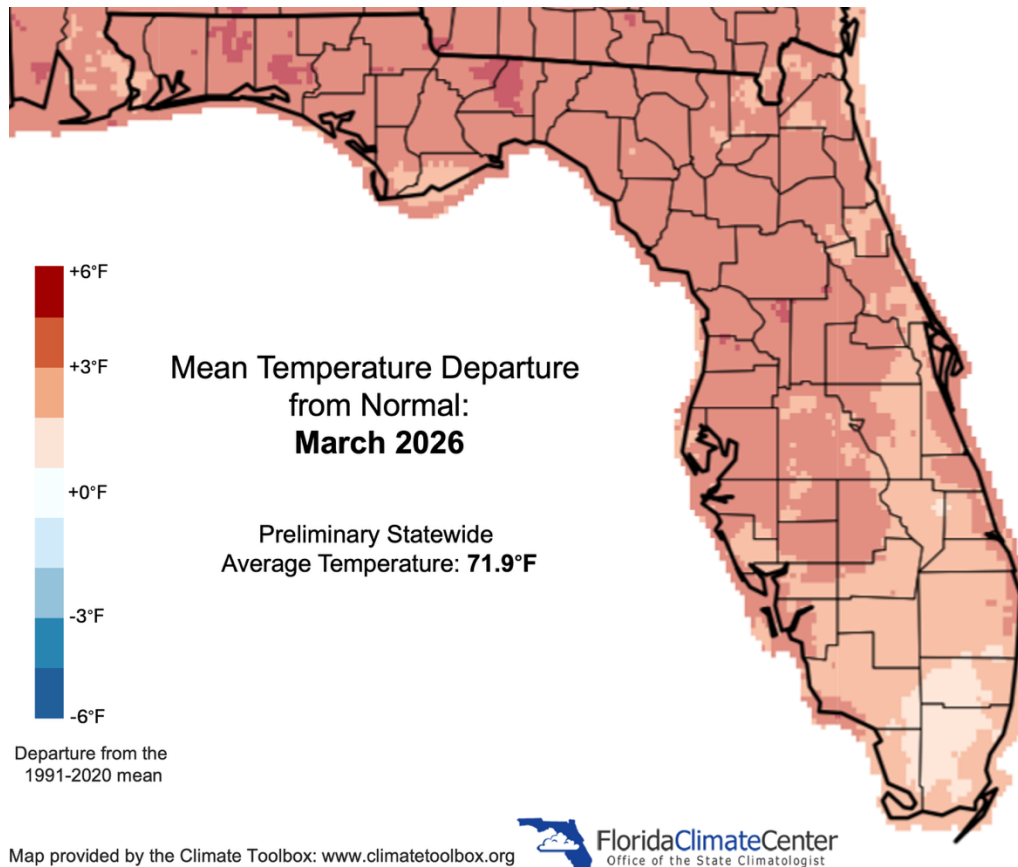 +6°F
+3°F
+0°F
-3°F
-6°F
Departure from the
1991-2020 mean
Mean Temperature Departure
from Normal:
March 2026
Preliminary Statewide
Average Temperature: 71.9°F
Map provided by the Climate Toolbox: www.climatetoolbox.org
FloridaClimateCenter
Office of the State Climatologist